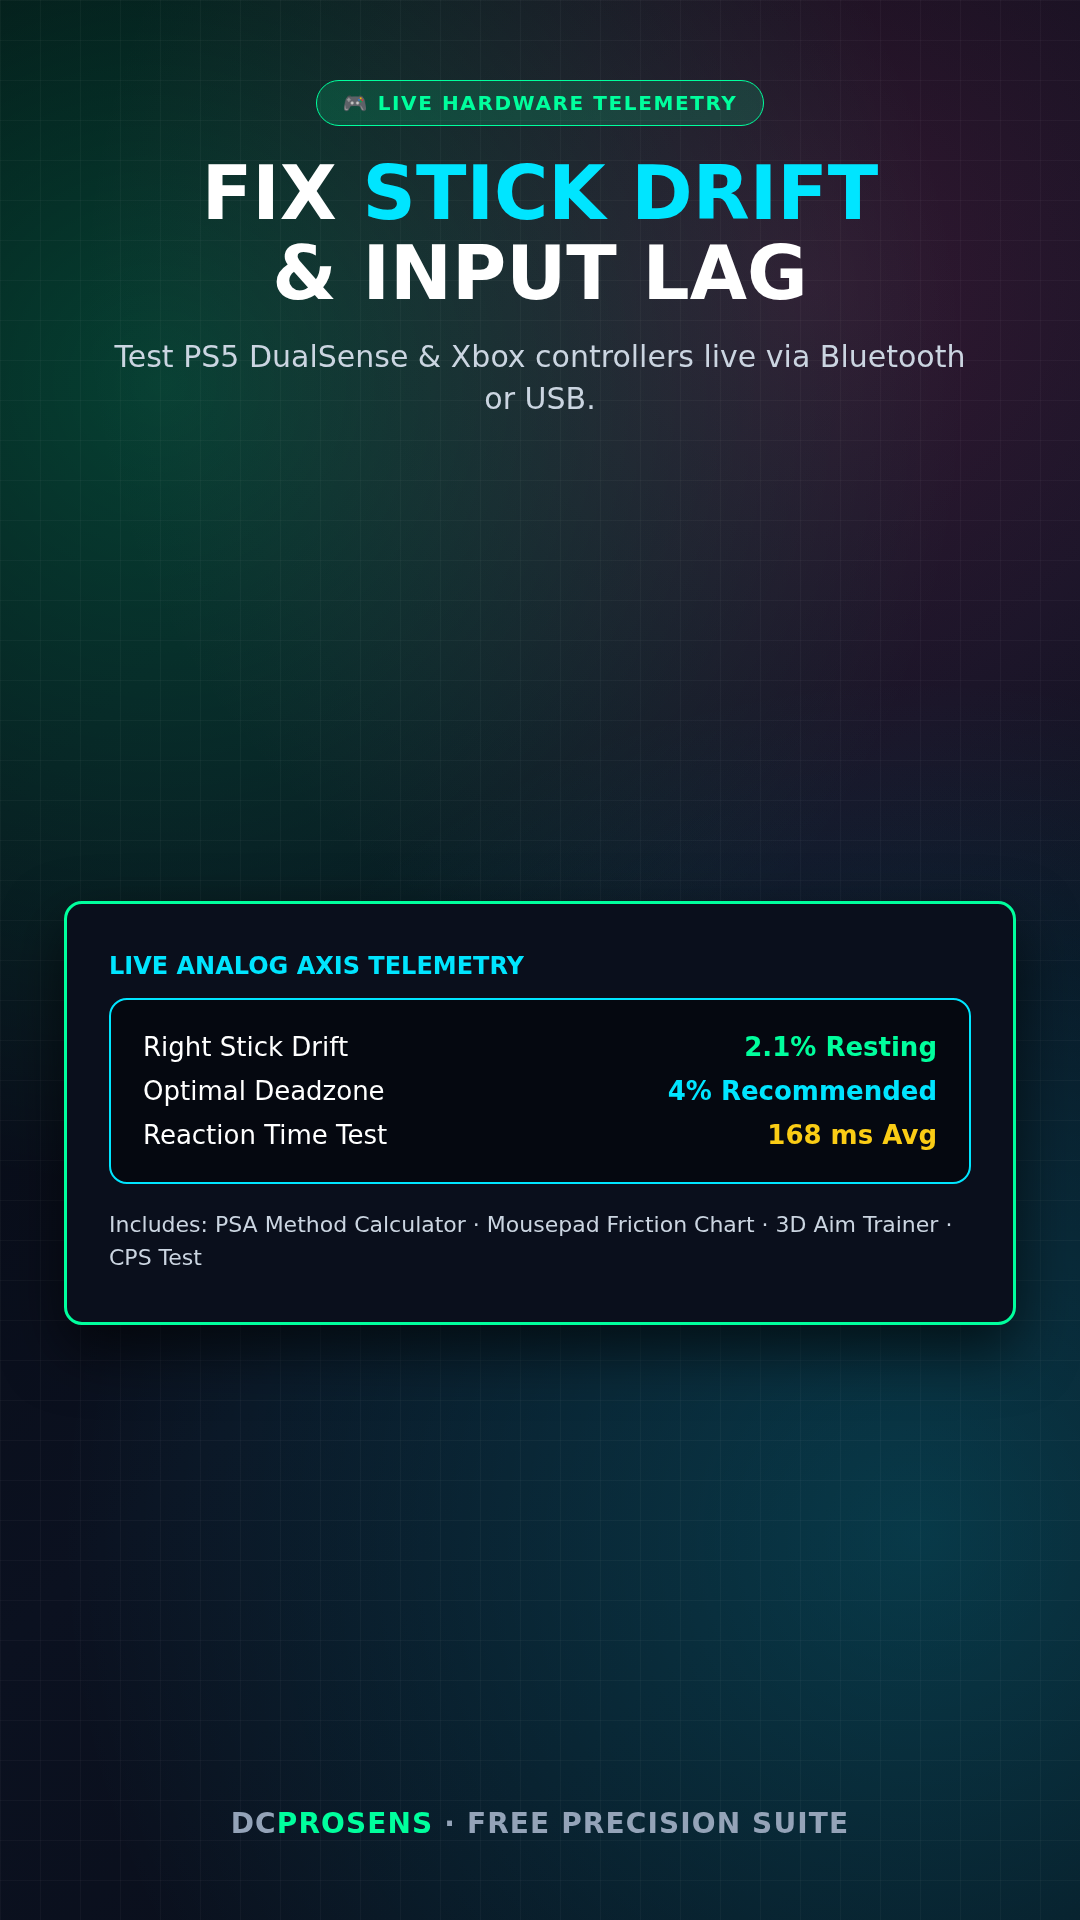 🎮 LIVE HARDWARE TELEMETRY
FIX STICK DRIFT
& INPUT LAG
Test PS5 DualSense & Xbox controllers live via Bluetooth
or USB.
LIVE ANALOG AXIS TELEMETRY
Right Stick Drift 2.1% Resting
Optimal Deadzone 4% Recommended
Reaction Time Test 168 ms Avg
Includes: PSA Method Calculator · Mousepad Friction Chart · 3D Aim Trainer ·
CPS Test
DCPROSENS · FREE PRECISION SUITE